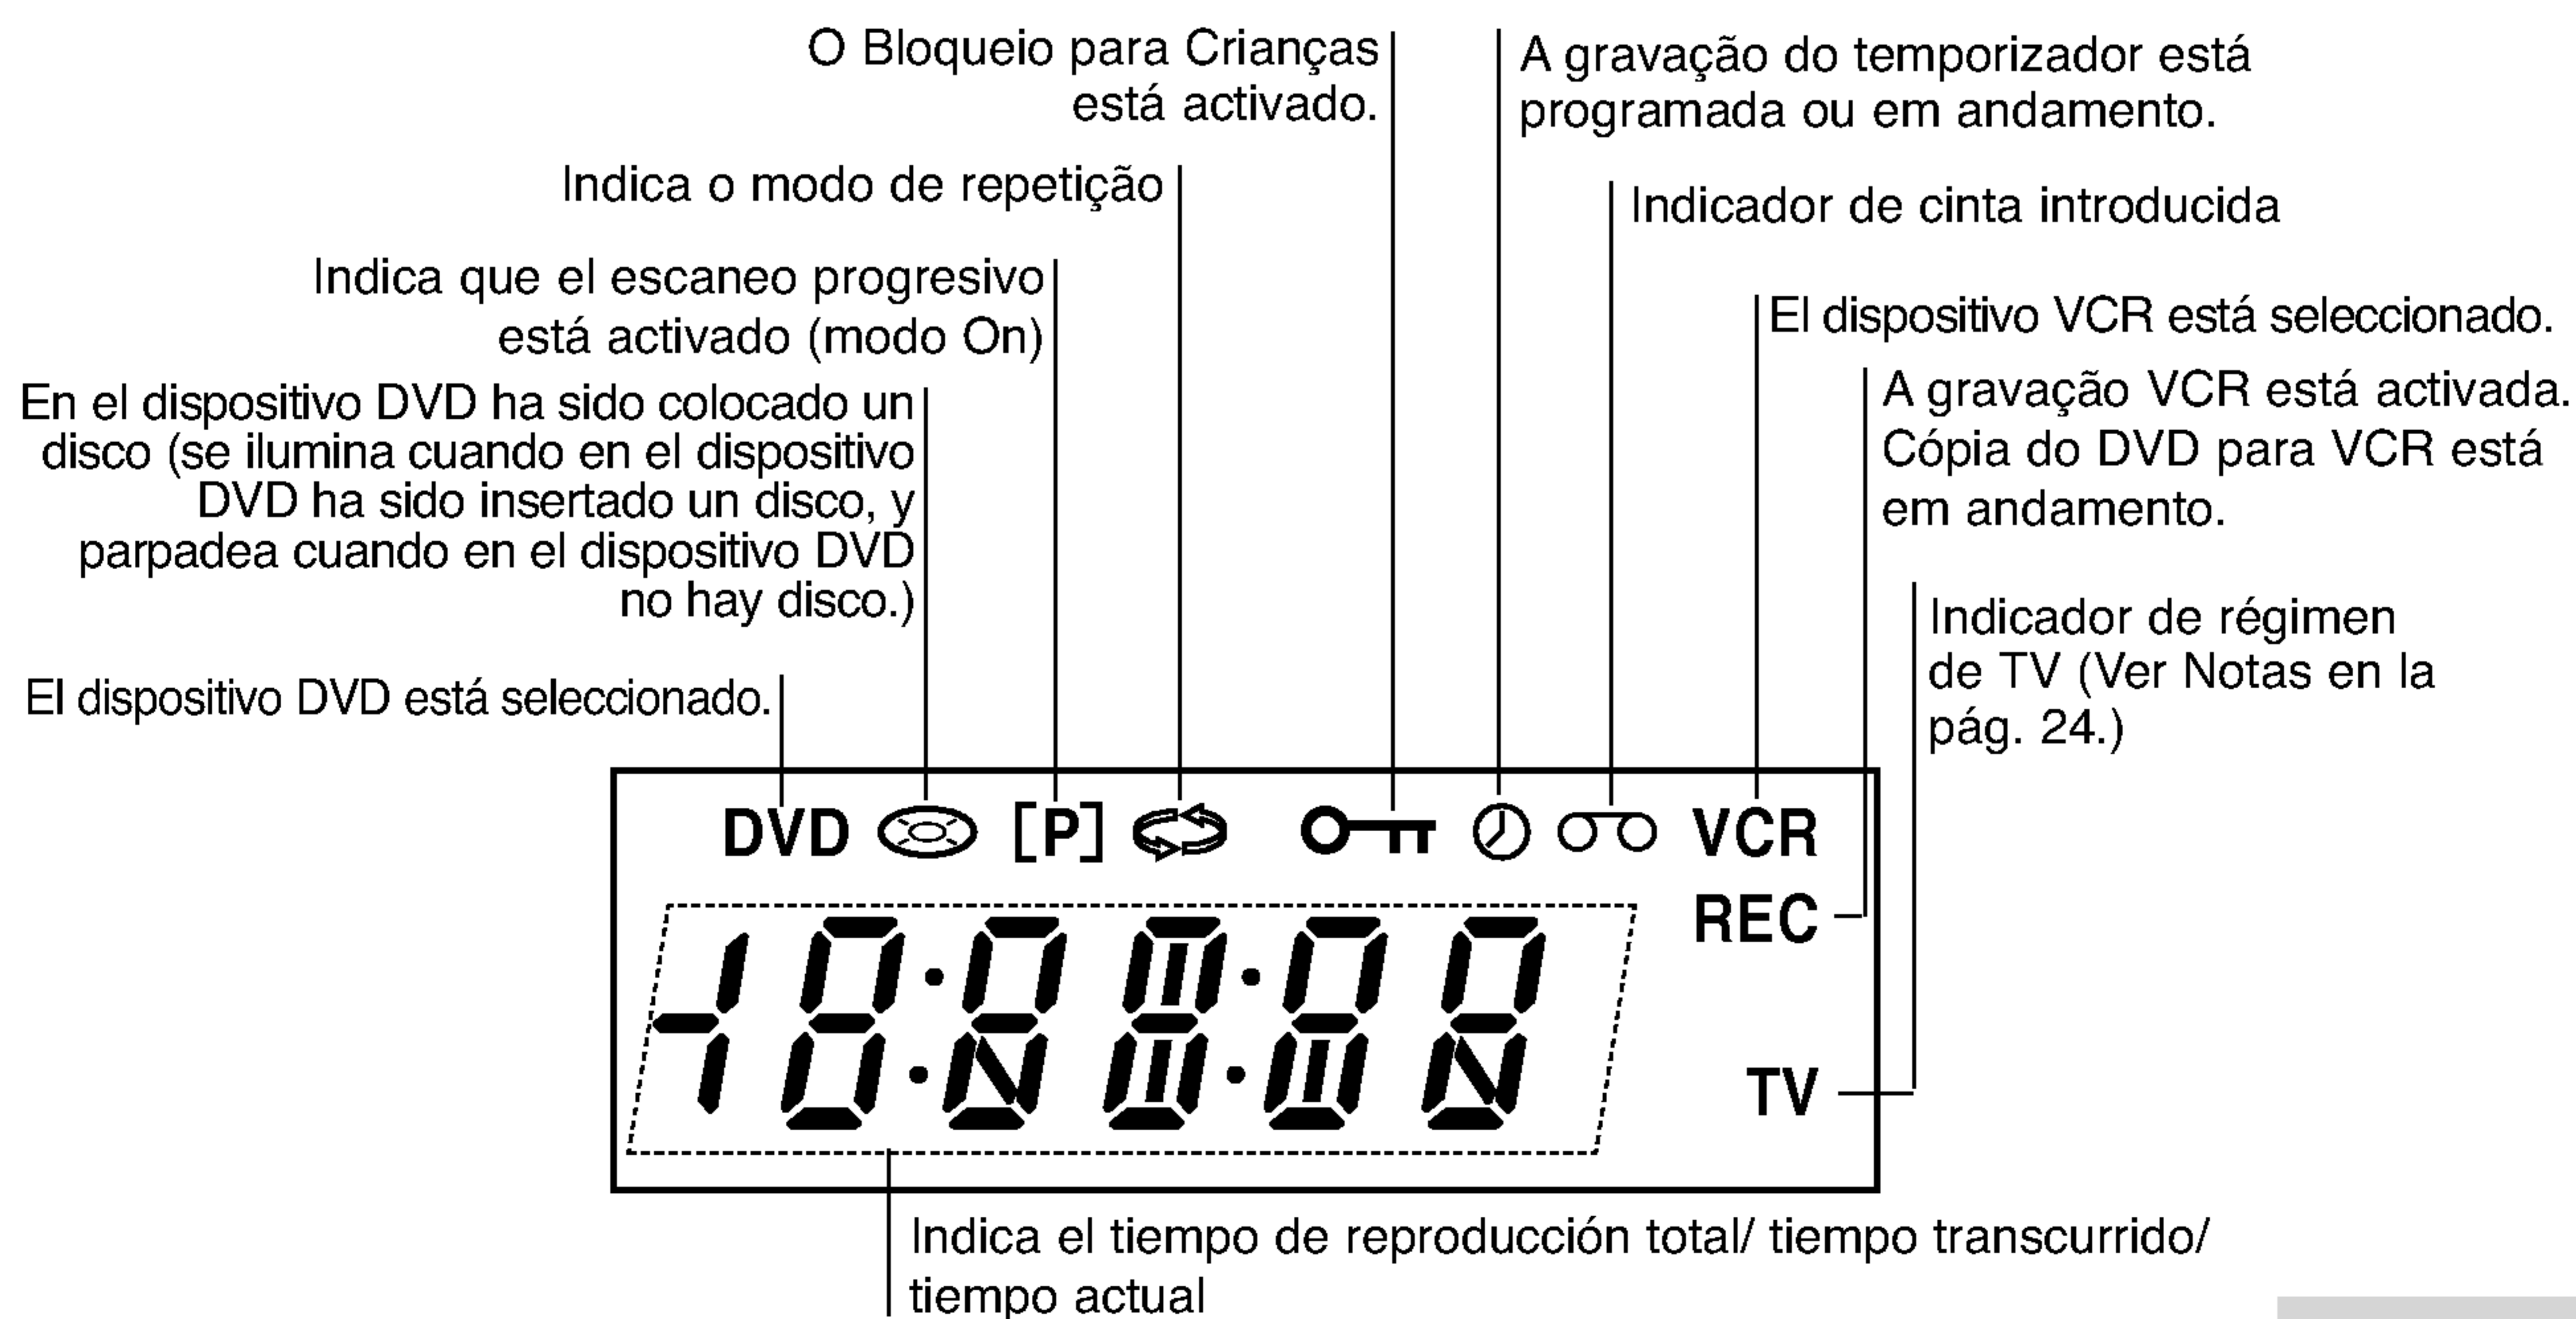 O Bloqueio para Crianças
está activado.
A gravação do temporizador está
programada ou em andamento.
Indica o modo de repetição
Indicador de cinta introducida
Indica que el escaneo progresivo
está activado (modo On)
El dispositivo VCR está seleccionado.
En el dispositivo DVD ha sido colocado un
disco (se ilumina cuando en el dispositivo
DVD ha sido insertado un disco, y
parpadea cuando en el dispositivo DVD
no hay disco.)
A gravação VCR está activada.
Cópia do DVD para VCR está
em andamento.
Indicador de régimen
de TV (Ver Notas en la
pág. 24.)
El dispositivo DVD está seleccionado.
DVD [P] VCR
REC
TV
Indica el tiempo de reproducción total/ tiempo transcurrido/
tiempo actual